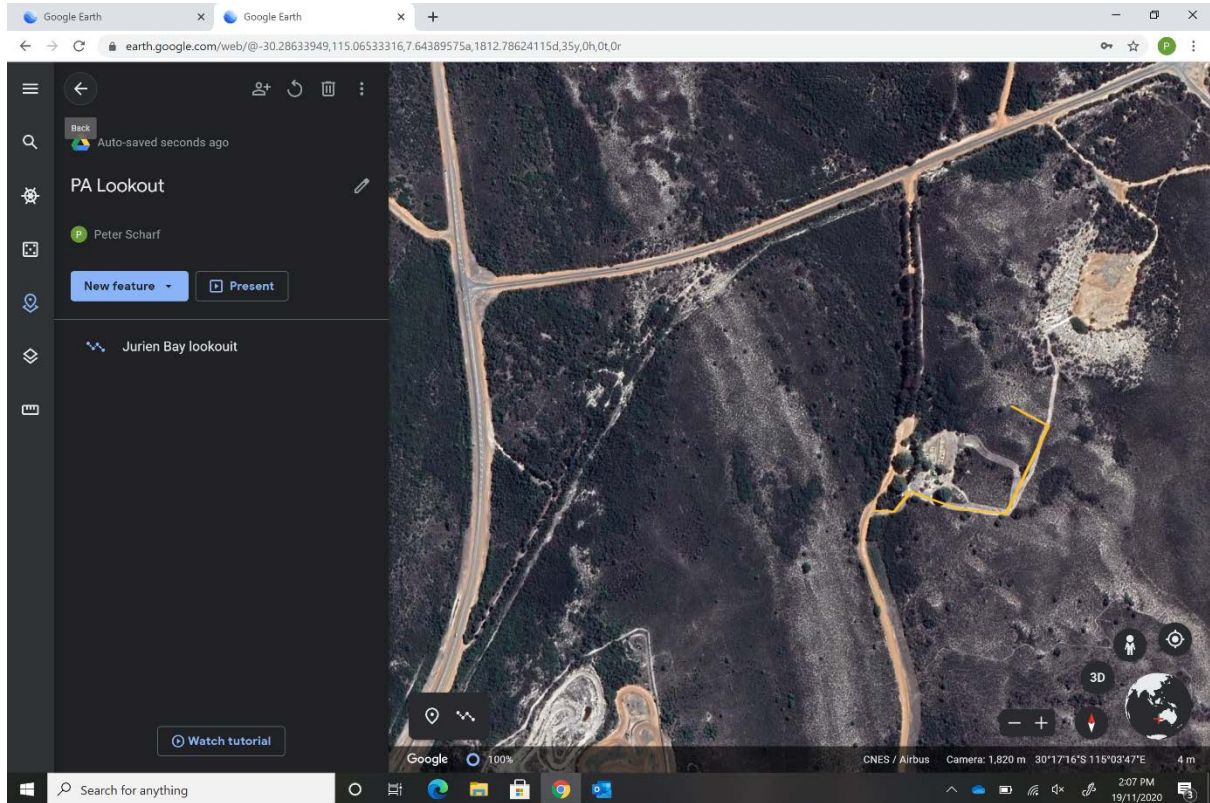 Google Earth
Google Earth
earth.google.com/web/@-30.28633949,115.06533316,7.64389575a,1812.78624115d,35y,0h,0t,0r
P
Back
Auto-saved seconds ago
PA Lookout
P Peter Scharf
New feature
Present
Jurien Bay lookouit
Watch tutorial
3D
Google 100% CNES / Airbus Camera: 1,820 m 30°17'16"S 115°03'47"E 4 m
Search for anything
2:07 PM
19/11/2020
3